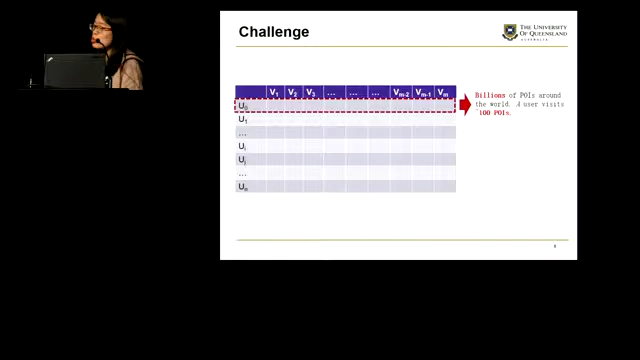 Challenge
THE UNIVERSITY
OF QUEENSLAND
AUSTRALIA
V1 V2 V3 ... ... ... Vm-2 Vm-1 Vm
U0
U1
...
Ui
Uj
...
Un
Billions of POIs around
the world. A user visits
~100 POIs.